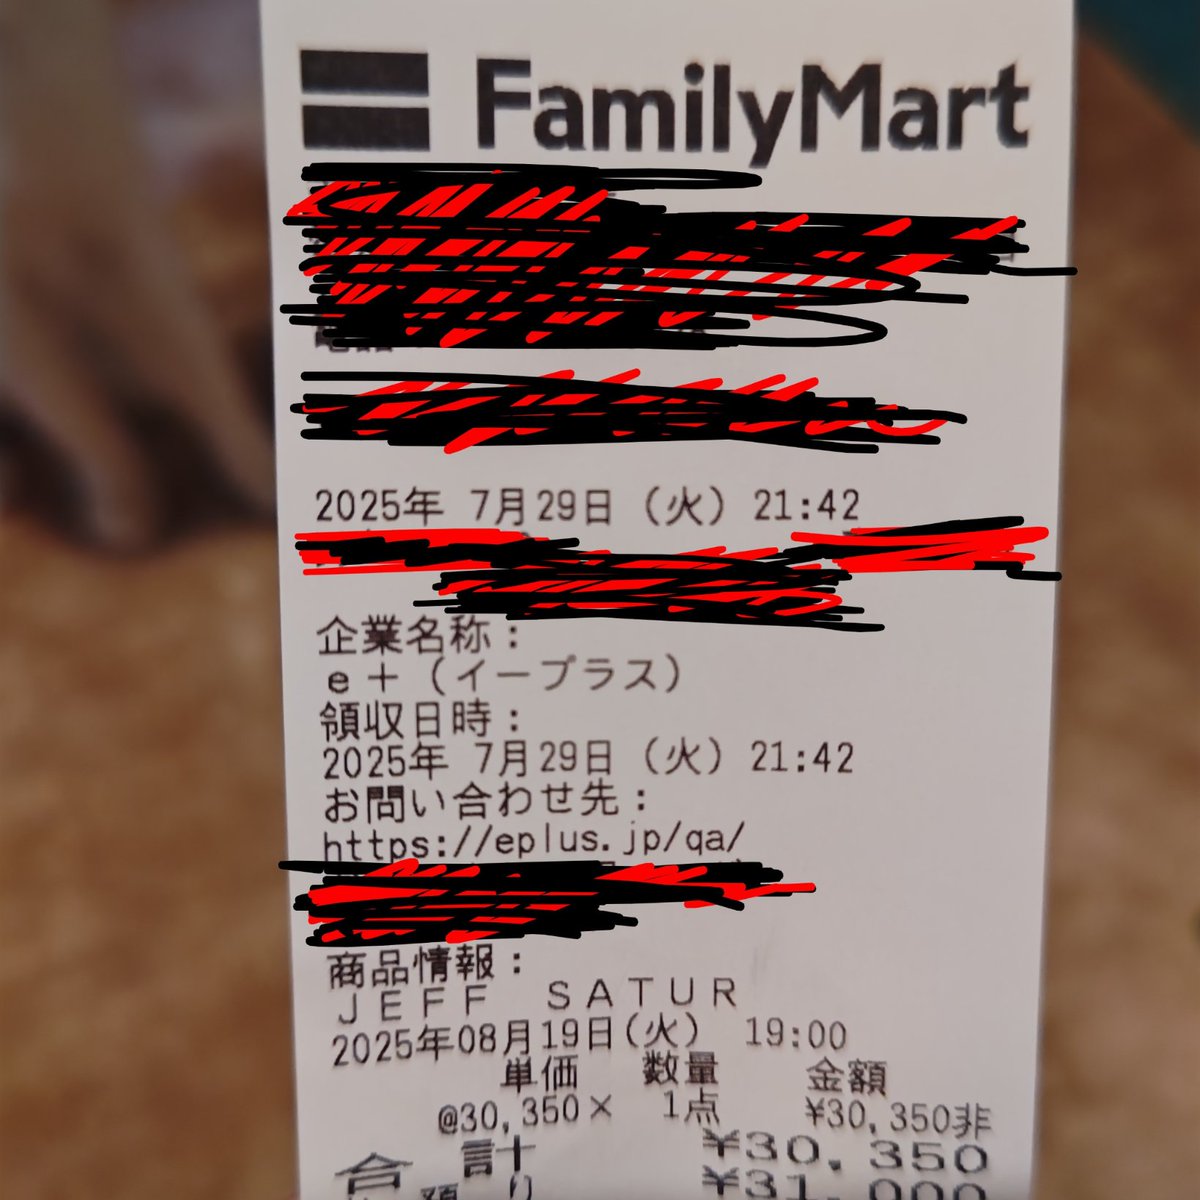 FamilyMart
2025年 7月29日（火）21:42
企業名称：
ｅ＋（イープラス）
領収日時：
2025年 7月29日（火）21:42
お問い合わせ先：
https://eplus.jp/qa/
商品情報：
ＪＥＦＦ　ＳＡＴＵＲ
2025年08月19日(火)　19:00
単価　数量　金額
@30,350×　1点　¥30,350非
合　計　¥30,350
¥31,000